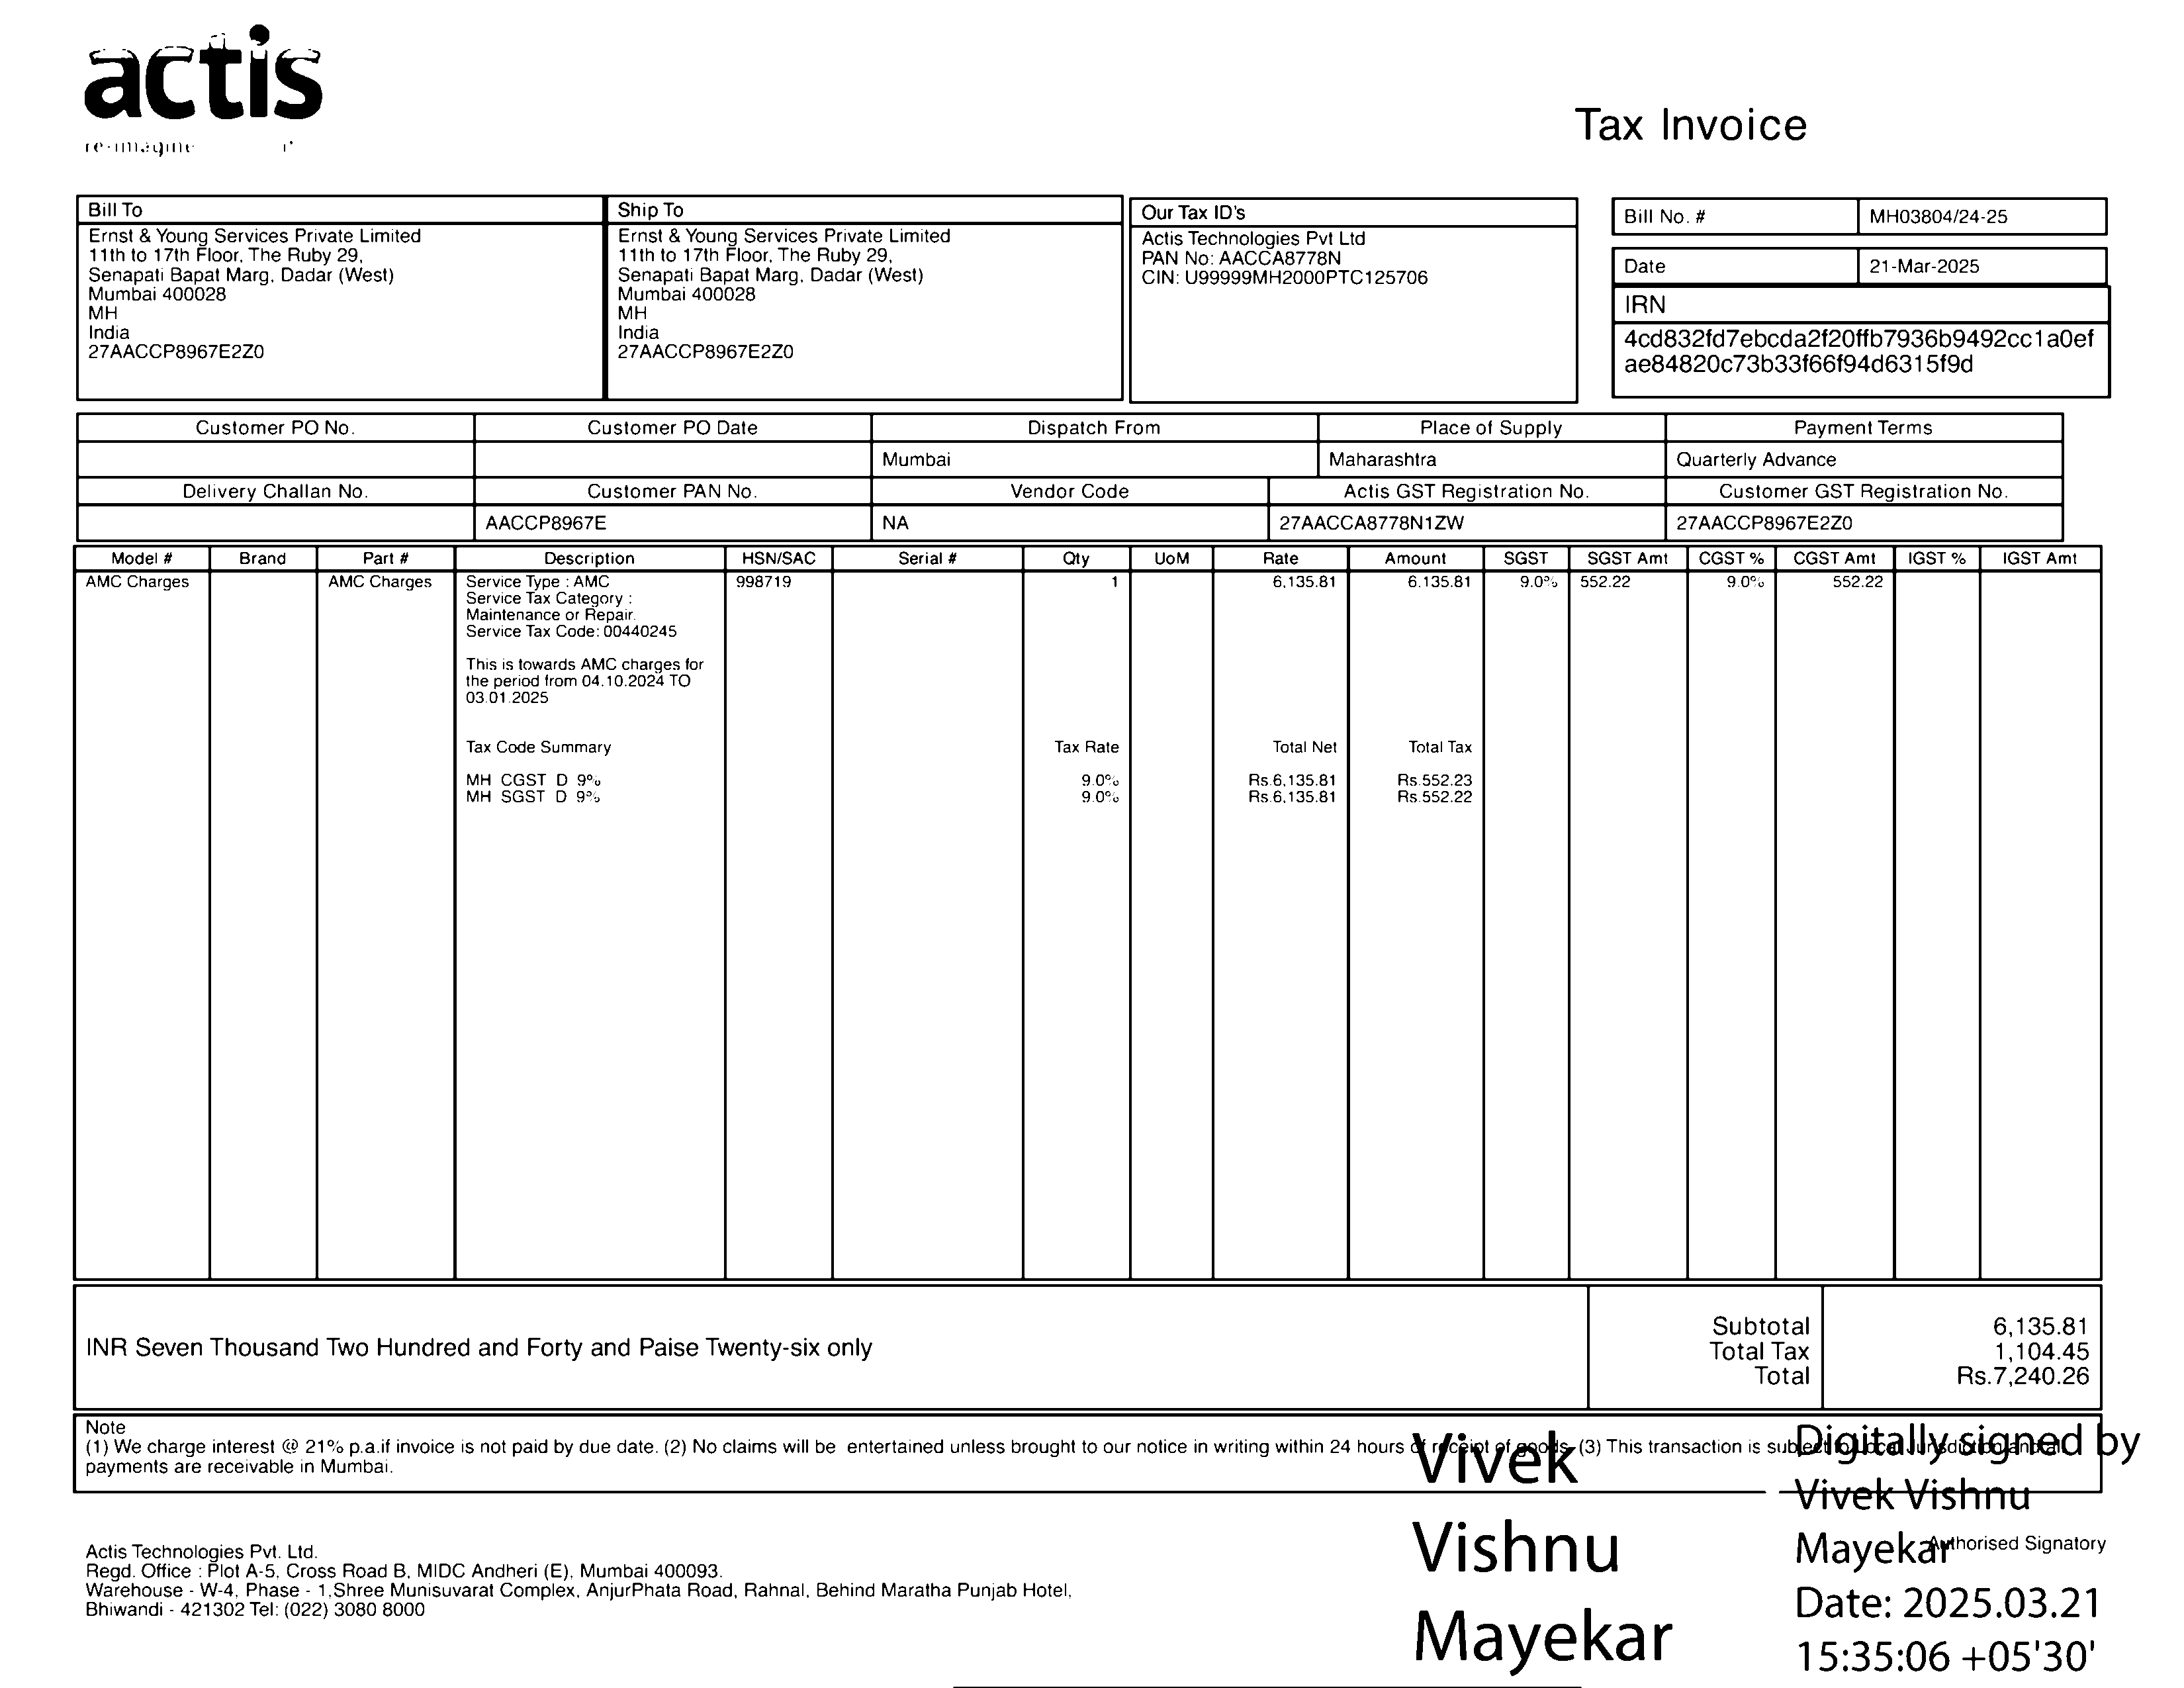 actis
Tax Invoice
Bill To
Ernst & Young Services Private Limited
11th to 17th Floor, The Ruby 29,
Senapati Bapat Marg, Dadar (West)
Mumbai 400028
MH
India
27AACCP8967E2Z0
Ship To
Ernst & Young Services Private Limited
11th to 17th Floor, The Ruby 29,
Senapati Bapat Marg, Dadar (West)
Mumbai 400028
MH
India
27AACCP8967E2Z0
Our Tax ID's
Actis Technologies Pvt Ltd
PAN No: AACCA8778N
CIN: U99999MH2000PTC125706
Bill No. # MH03804/24-25
Date 21-Mar-2025
IRN
4cd832fd7ebcda2f20ffb7936b9492cc1a0ef
ae84820c73b33f66f94d6315f9d
Customer PO No. Customer PO Date Dispatch From Place of Supply Payment Terms
Mumbai Maharashtra Quarterly Advance
Delivery Challan No. Customer PAN No. Vendor Code Actis GST Registration No. Customer GST Registration No.
AACCP8967E NA 27AACCA8778N1ZW 27AACCP8967E2Z0
Model # Brand Part # Description HSN/SAC Serial # Qty UoM Rate Amount SGST SGST Amt CGST % CGST Amt IGST % IGST Amt
AMC Charges AMC Charges Service Type : AMC 998719 1 6,135.81 6,135.81 9.0% 552.22 9.0% 552.22
Service Tax Category :
Maintenance or Repair.
Service Tax Code: 00440245
This is towards AMC charges for
the period from 04.10.2024 TO
03.01.2025
Tax Code Summary Tax Rate Total Net Total Tax
MH CGST D 9% 9.0% Rs.6,135.81 Rs.552.23
MH SGST D 9% 9.0% Rs.6,135.81 Rs.552.22
INR Seven Thousand Two Hundred and Forty and Paise Twenty-six only
Subtotal 6,135.81
Total Tax 1,104.45
Total Rs.7,240.26
Note
(1) We charge interest @ 21% p.a.if invoice is not paid by due date. (2) No claims will be entertained unless brought to our notice in writing within 24 hours of receipt of goods. (3) This transaction is subject to Local Jurisdiction and all
payments are receivable in Mumbai.
Vivek
Vishnu
Mayekar
Digitally signed by
Vivek Vishnu
Mayekar
Date: 2025.03.21
15:35:06 +05'30'
Authorised Signatory
Actis Technologies Pvt. Ltd.
Regd. Office : Plot A-5, Cross Road B, MIDC Andheri (E), Mumbai 400093.
Warehouse - W-4, Phase - 1,Shree Munisuvarat Complex, AnjurPhata Road, Rahnal, Behind Maratha Punjab Hotel,
Bhiwandi - 421302 Tel: (022) 3080 8000